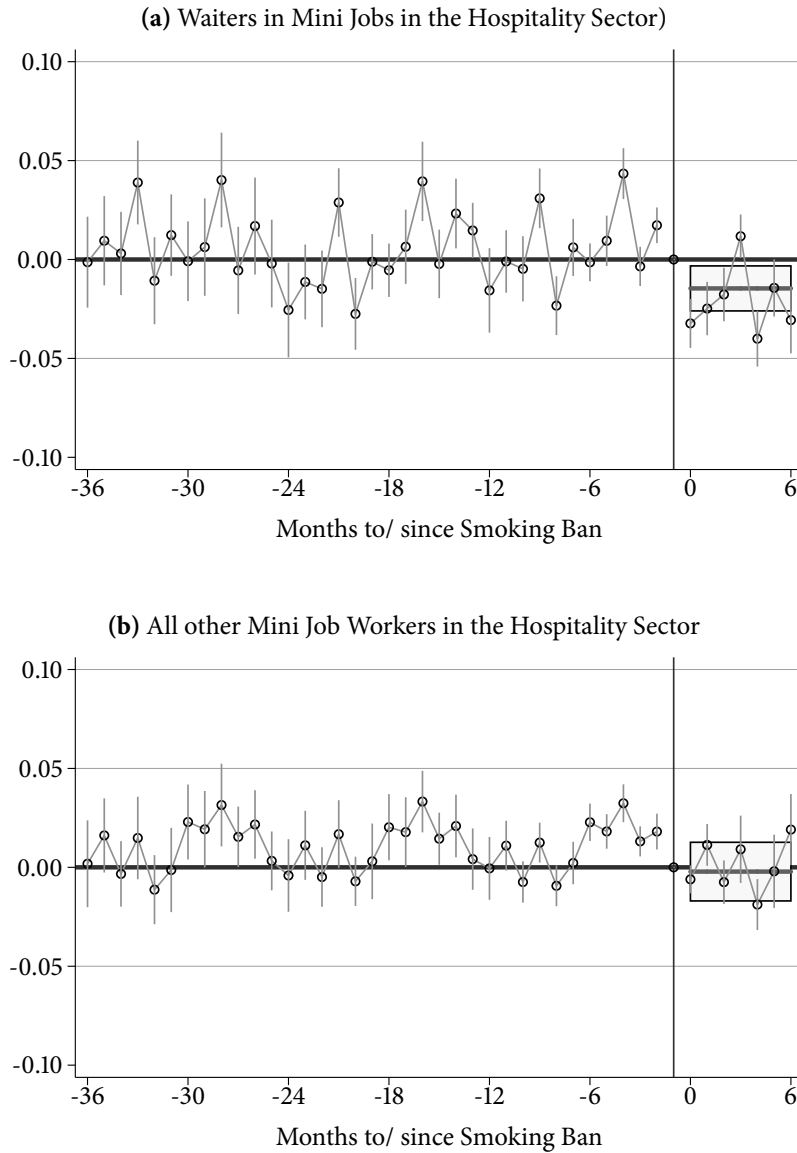 (a) Waiters in Mini Jobs in the Hospitality Sector)
0.10
0.05
0.00
-0.05
-0.10
-36 -30 -24 -18 -12 -6 0 6
Months to/ since Smoking Ban
(b) All other Mini Job Workers in the Hospitality Sector
0.10
0.05
0.00
-0.05
-0.10
-36 -30 -24 -18 -12 -6 0 6
Months to/ since Smoking Ban